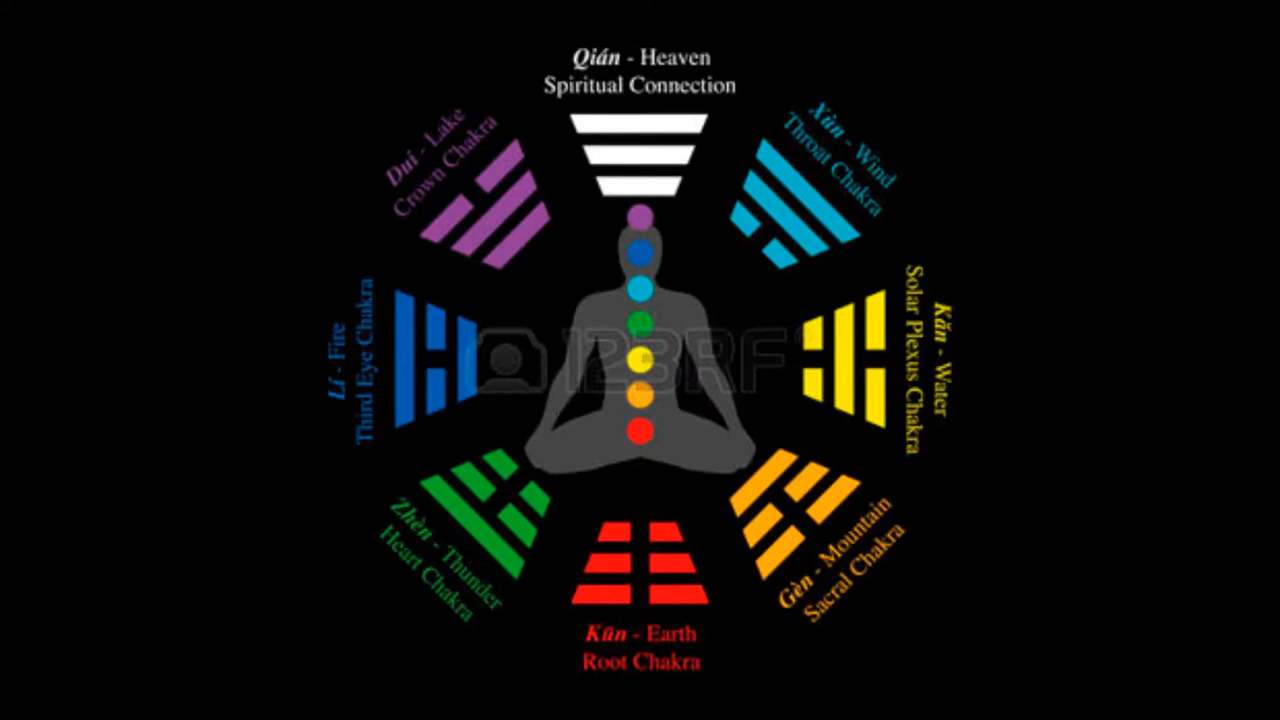 Qián - Heaven
Spiritual Connection
Xùn - Wind
Throat Chakra
Kăn - Water
Solar Plexus Chakra
Gèn - Mountain
Sacral Chakra
Kūn - Earth
Root Chakra
Zhèn - Thunder
Heart Chakra
Lí - Fire
Third Eye Chakra
Duì - Lake
Crown Chakra
123RF